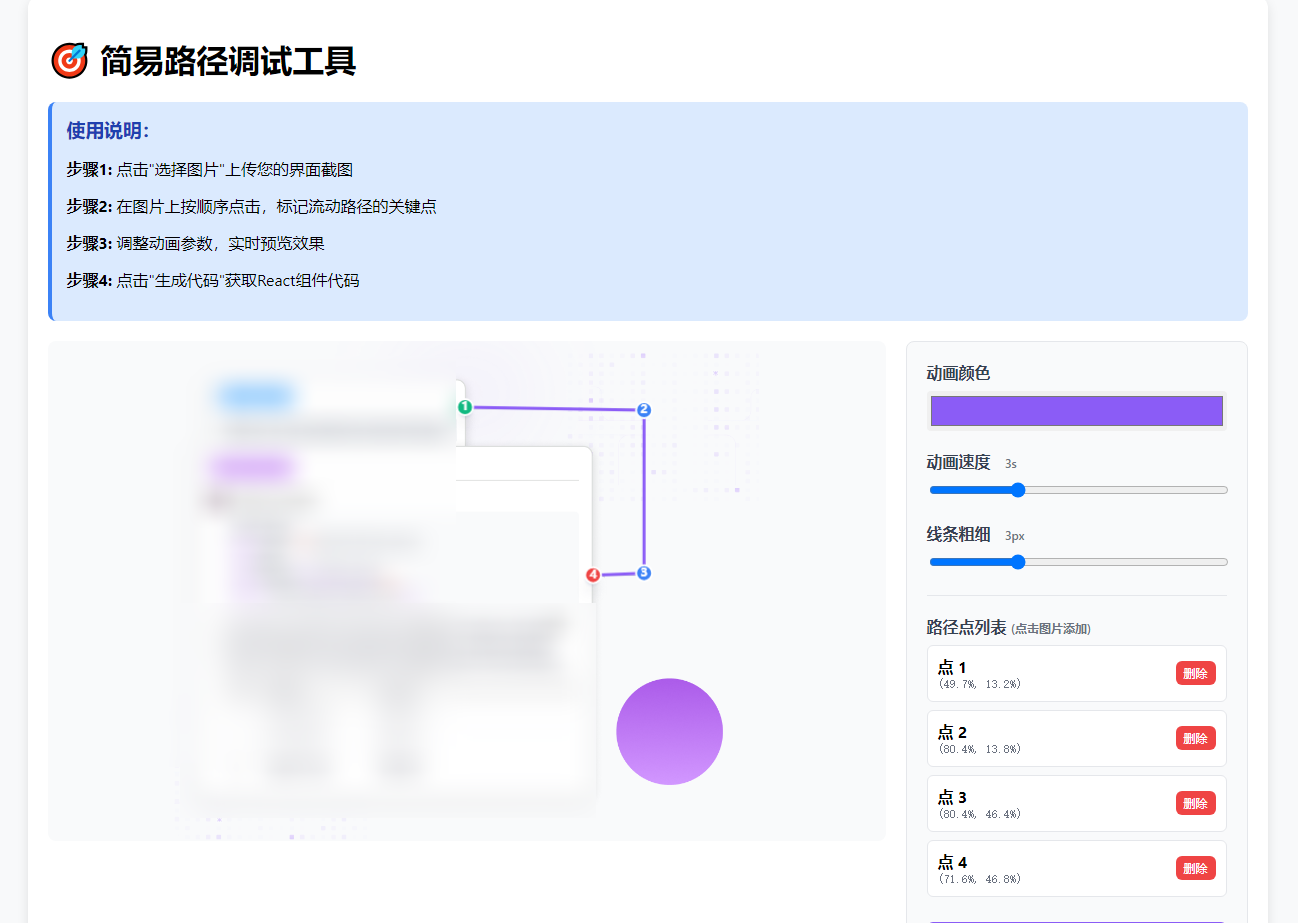 简易路径调试工具
使用说明：
步骤1: 点击"选择图片"上传您的界面截图
步骤2: 在图片上按顺序点击，标记流动路径的关键点
步骤3: 调整动画参数，实时预览效果
步骤4: 点击"生成代码"获取React组件代码
1
2
4
3
动画颜色
动画速度 3s
线条粗细 3px
路径点列表 (点击图片添加)
点 1
(49.7%, 13.2%)
删除
点 2
(80.4%, 13.8%)
删除
点 3
(80.4%, 46.4%)
删除
点 4
(71.6%, 46.8%)
删除